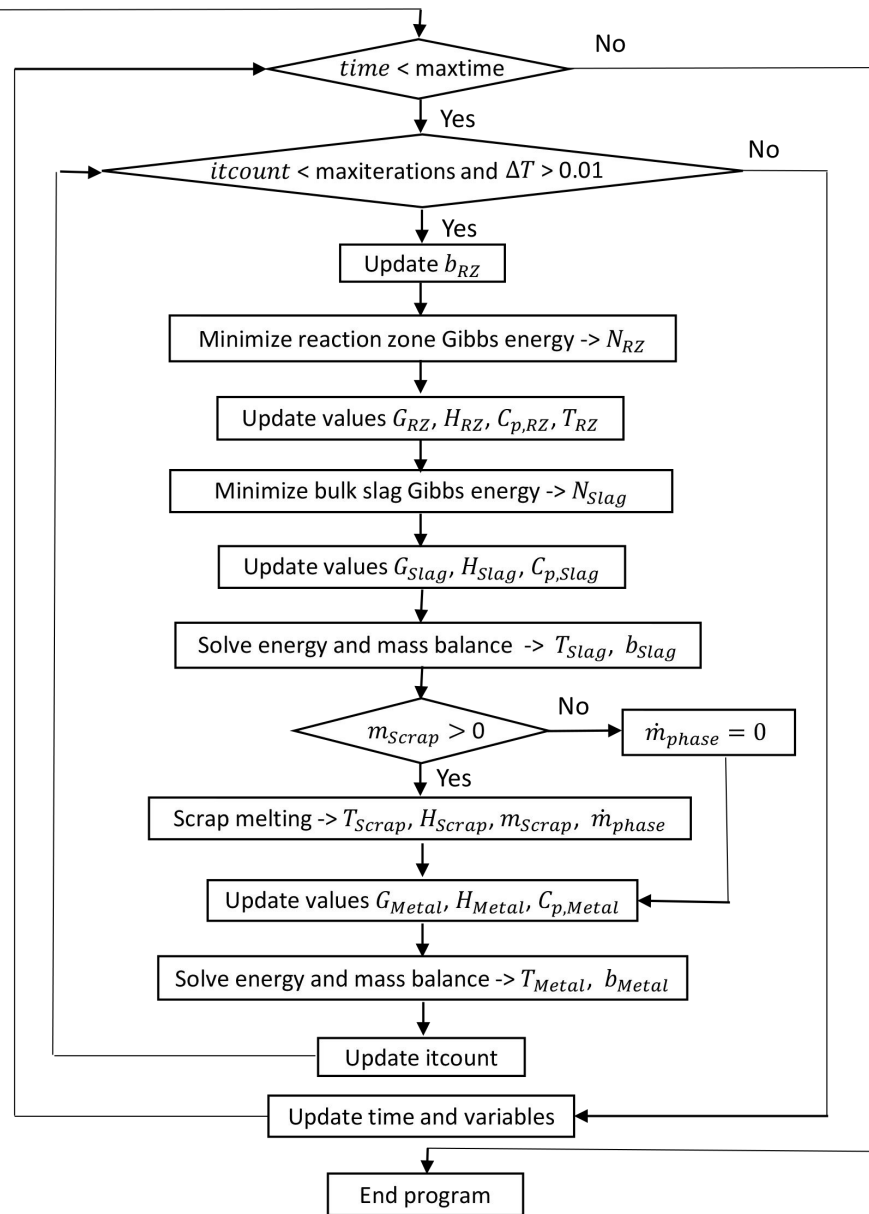 time < maxtime
No
Yes
itcount < maxiterations and ΔT > 0.01
No
Yes
Update b_RZ
Minimize reaction zone Gibbs energy -> N_RZ
Update values G_RZ, H_RZ, C_p,RZ, T_RZ
Minimize bulk slag Gibbs energy -> N_Slag
Update values G_Slag, H_Slag, C_p,Slag
Solve energy and mass balance -> T_Slag, b_Slag
m_Scrap > 0
No
ṁ_phase = 0
Yes
Scrap melting -> T_Scrap, H_Scrap, m_Scrap, ṁ_phase
Update values G_Metal, H_Metal, C_p,Metal
Solve energy and mass balance -> T_Metal, b_Metal
Update itcount
Update time and variables
End program